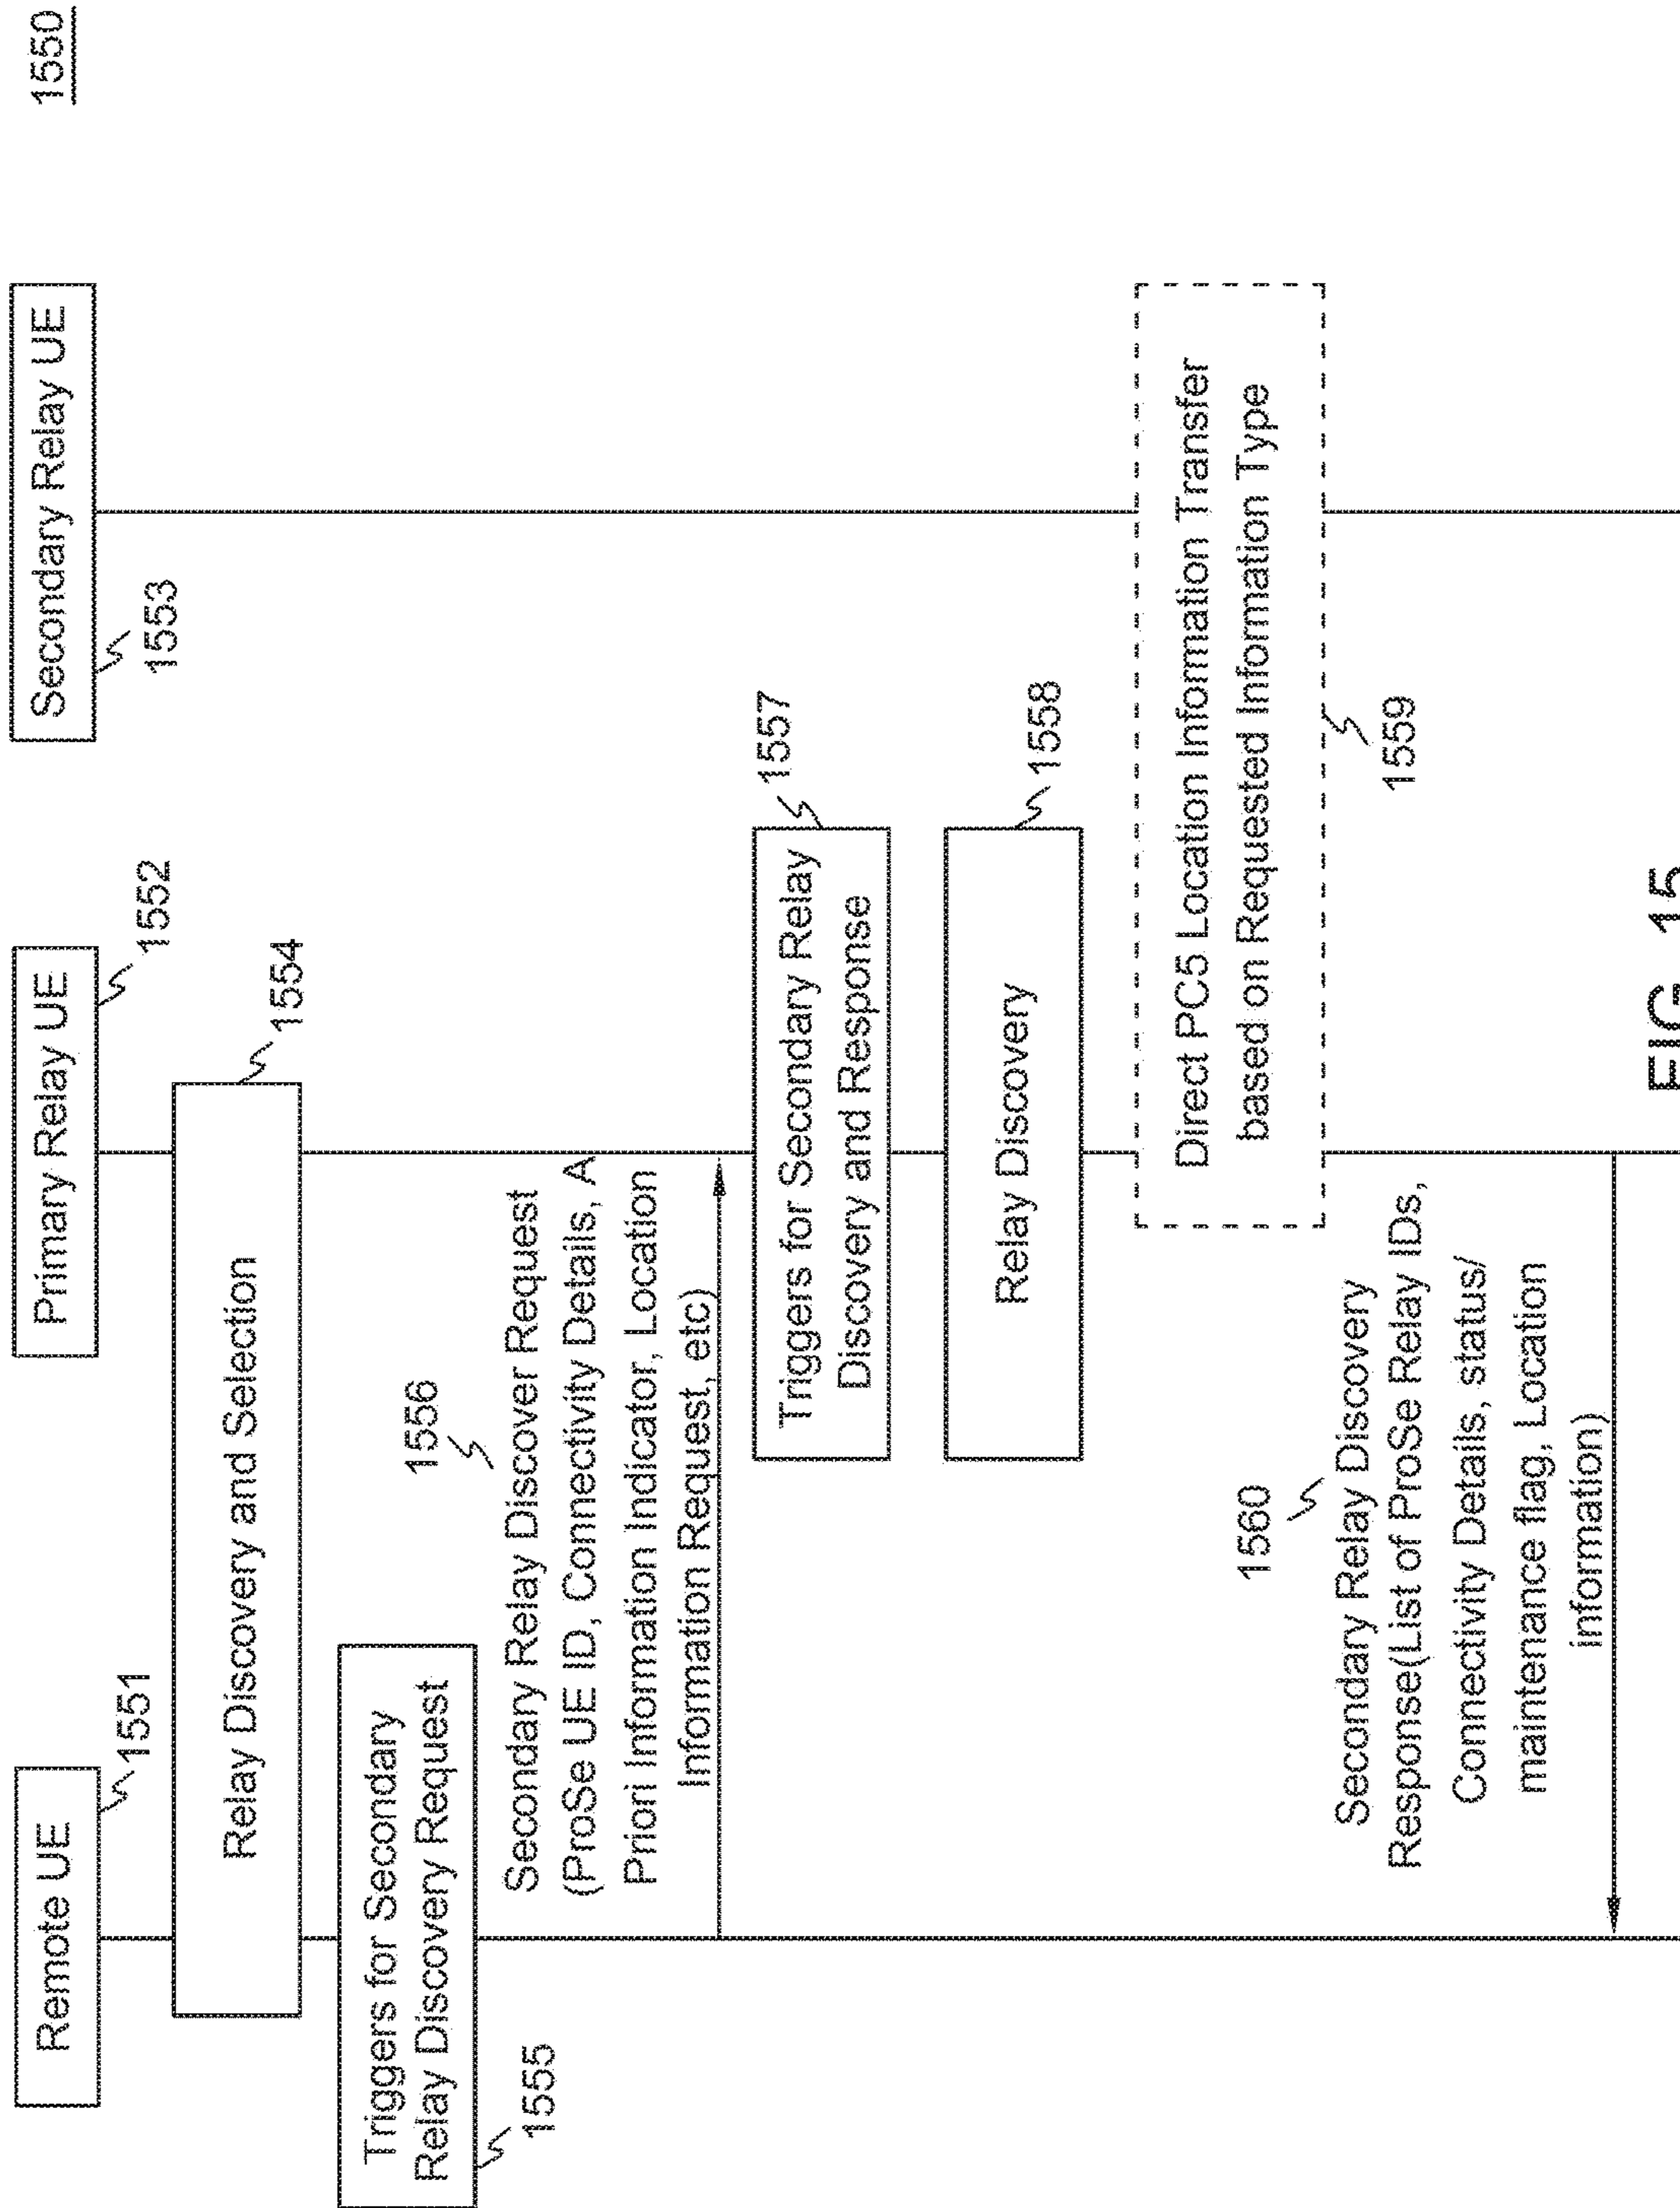 1550
Remote UE
1551
Primary Relay UE
1552
Secondary Relay UE
1553
Relay Discovery and Selection
1554
Triggers for Secondary
Relay Discovery Request
1555
1556
Secondary Relay Discover Request
(ProSe UE ID, Connectivity Details, A
Priori Information Indicator, Location
Information Request, etc)
Triggers for Secondary Relay
Discovery and Response
1557
Relay Discovery
1558
Direct PC5 Location Information Transfer
based on Requested Information Type
1559
1560
Secondary Relay Discovery
Response(List of ProSe Relay IDs,
Connectivity Details, status/
maintenance flag, Location
information)
FIG. 15